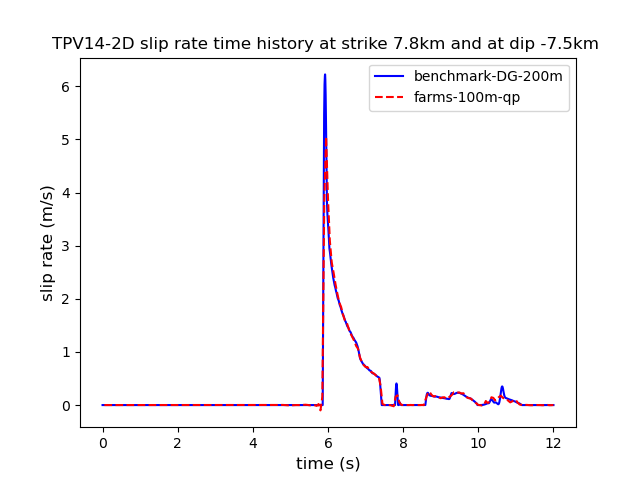 TPV14-2D slip rate time history at strike 7.8km and at dip -7.5km
benchmark-DG-200m
farms-100m-qp
slip rate (m/s)
6
5
4
3
2
1
0
0 2 4 6 8 10 12
time (s)